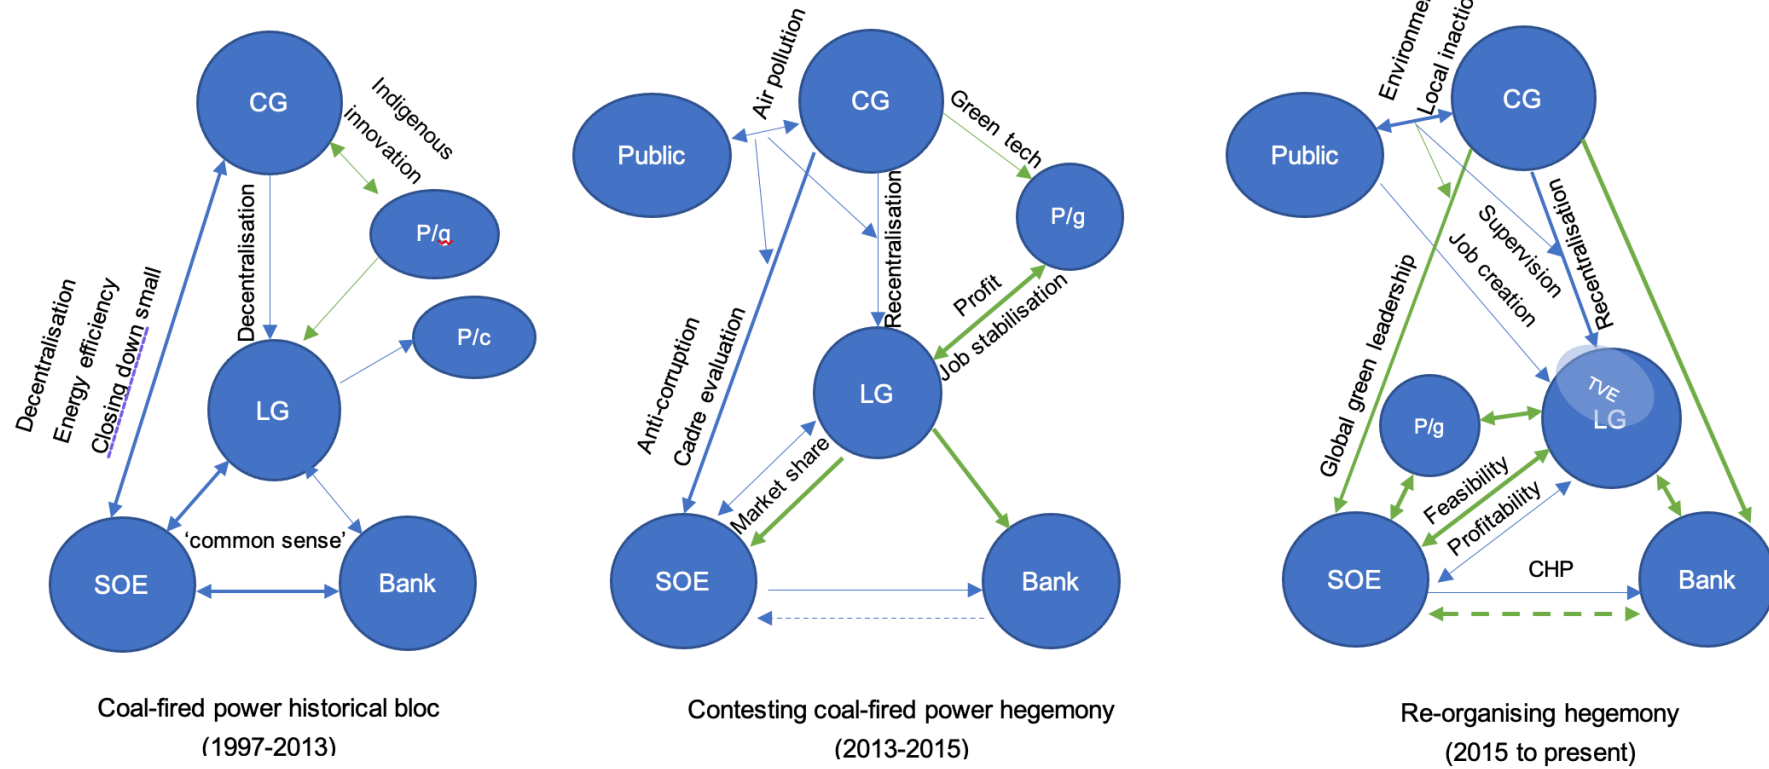 CG
Indigenous
innovation
P/g
Decentralisation
P/c
LG
Decentralisation
Energy efficiency
Closing down small
'common sense'
SOE
Bank
Coal-fired power historical bloc
(1997-2013)
Air pollution
CG
Public
Green tech
P/g
Recentralisation
Profit
Job stabilisation
LG
Anti-corruption
Cadre evaluation
Market share
SOE
Bank
Contesting coal-fired power hegemony
(2013-2015)
Local
CG
Public
Supervision
Recentralisation
Job creation
Global green leadership
TVE
LG
P/g
Feasibility
Profitability
CHP
SOE
Bank
Re-organising hegemony
(2015 to present)